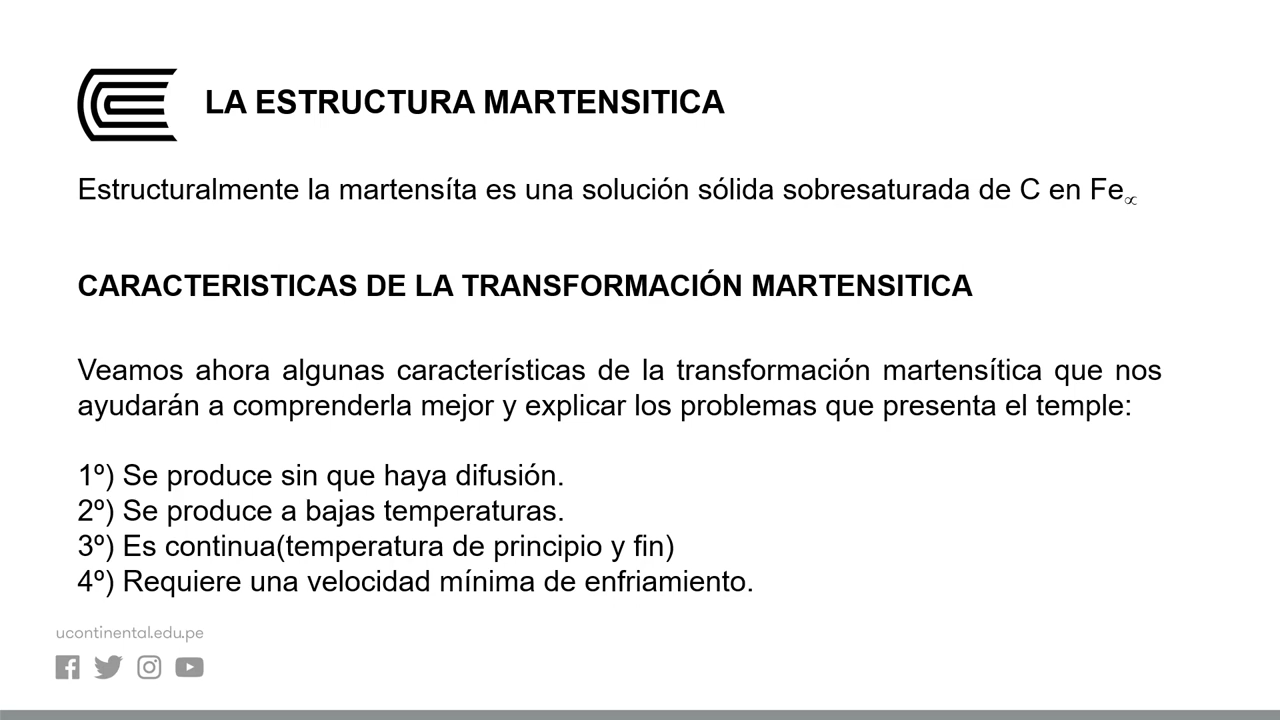 LA ESTRUCTURA MARTENSITICA
Estructuralmente la martensíta es una solución sólida sobresaturada de C en Fe∝
CARACTERISTICAS DE LA TRANSFORMACIÓN MARTENSITICA
Veamos ahora algunas características de la transformación martensítica que nos
ayudarán a comprenderla mejor y explicar los problemas que presenta el temple:
1º) Se produce sin que haya difusión.
2º) Se produce a bajas temperaturas.
3º) Es continua(temperatura de principio y fin)
4º) Requiere una velocidad mínima de enfriamiento.
ucontinental.edu.pe